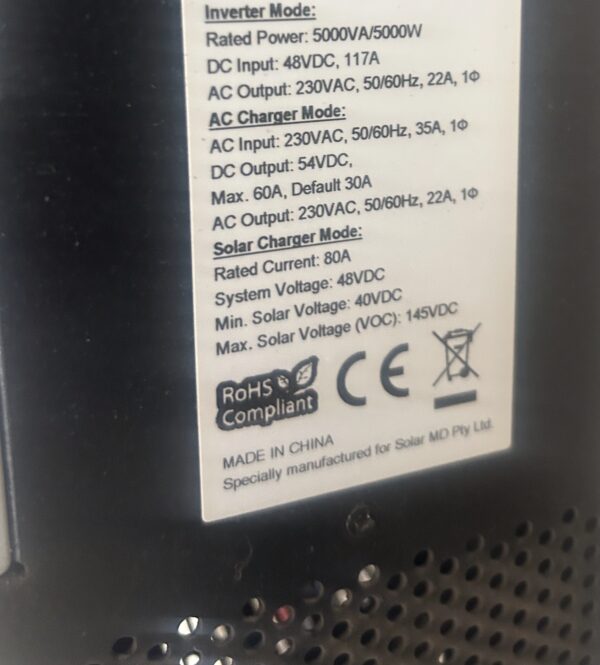 Inverter Mode:
Rated Power: 5000VA/5000W
DC Input: 48VDC, 117A
AC Output: 230VAC, 50/60Hz, 22A, 1Φ
AC Charger Mode:
AC Input: 230VAC, 50/60Hz, 35A, 1Φ
DC Output: 54VDC,
Max. 60A, Default 30A
AC Output: 230VAC, 50/60Hz, 22A, 1Φ
Solar Charger Mode:
Rated Current: 80A
System Voltage: 48VDC
Min. Solar Voltage: 40VDC
Max. Solar Voltage (VOC): 145VDC
RoHS
Compliant
CE
MADE IN CHINA
Specially manufactured for Solar MD Pty Ltd.